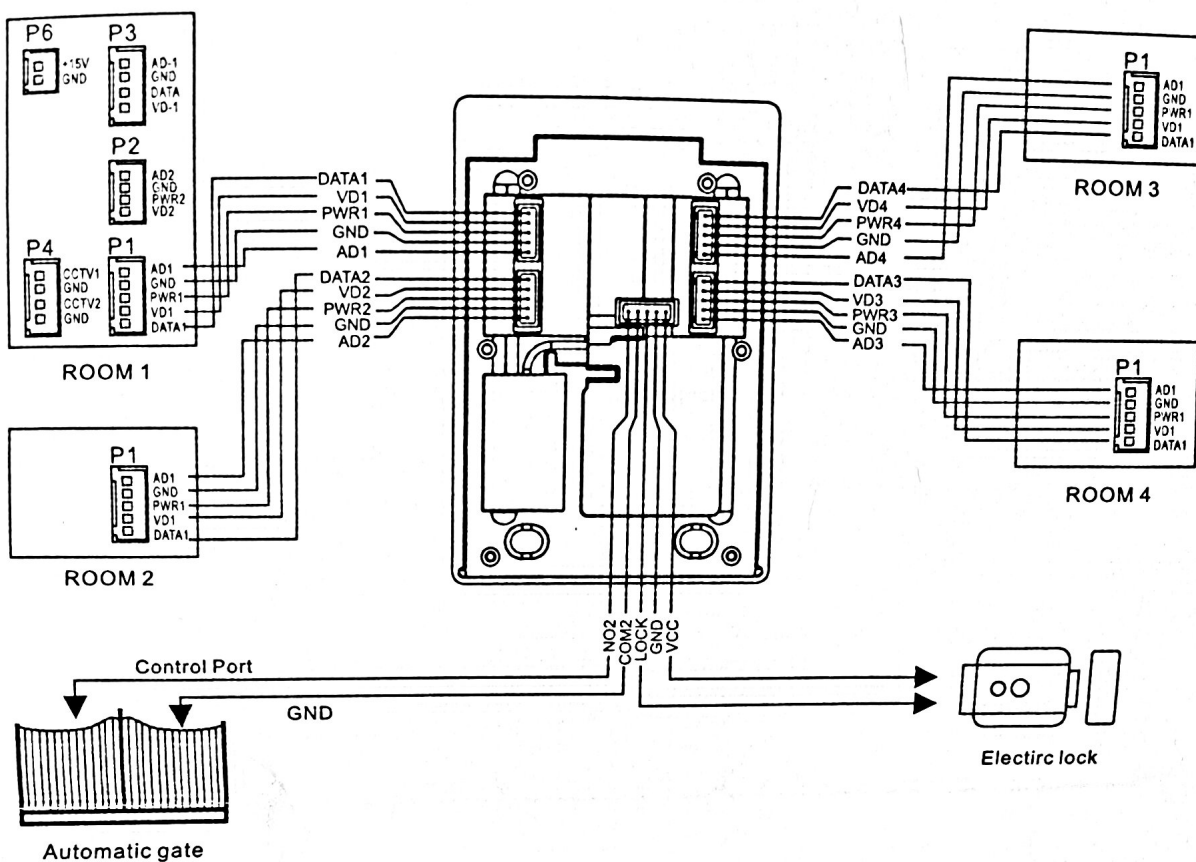 P6
+15V
GND
P3
AD-1
GND
DATA
VD-1
P2
AD2
GND
PWR2
VD2
P4
CCTV1
GND
CCTV2
GND
P1
AD1
GND
PWR1
VD1
DATA1
ROOM 1
P1
AD1
GND
PWR1
VD1
DATA1
ROOM 2
DATA1
VD1
PWR1
GND
AD1
DATA2
VD2
PWR2
GND
AD2
DATA4
VD4
PWR4
GND
AD4
DATA3
VD3
PWR3
GND
AD3
P1
AD1
GND
PWR1
VD1
DATA1
ROOM 3
P1
AD1
GND
PWR1
VD1
DATA1
ROOM 4
NO2
COM2
LOCK
GND
VCC
Control Port
GND
Automatic gate
Electirc lock